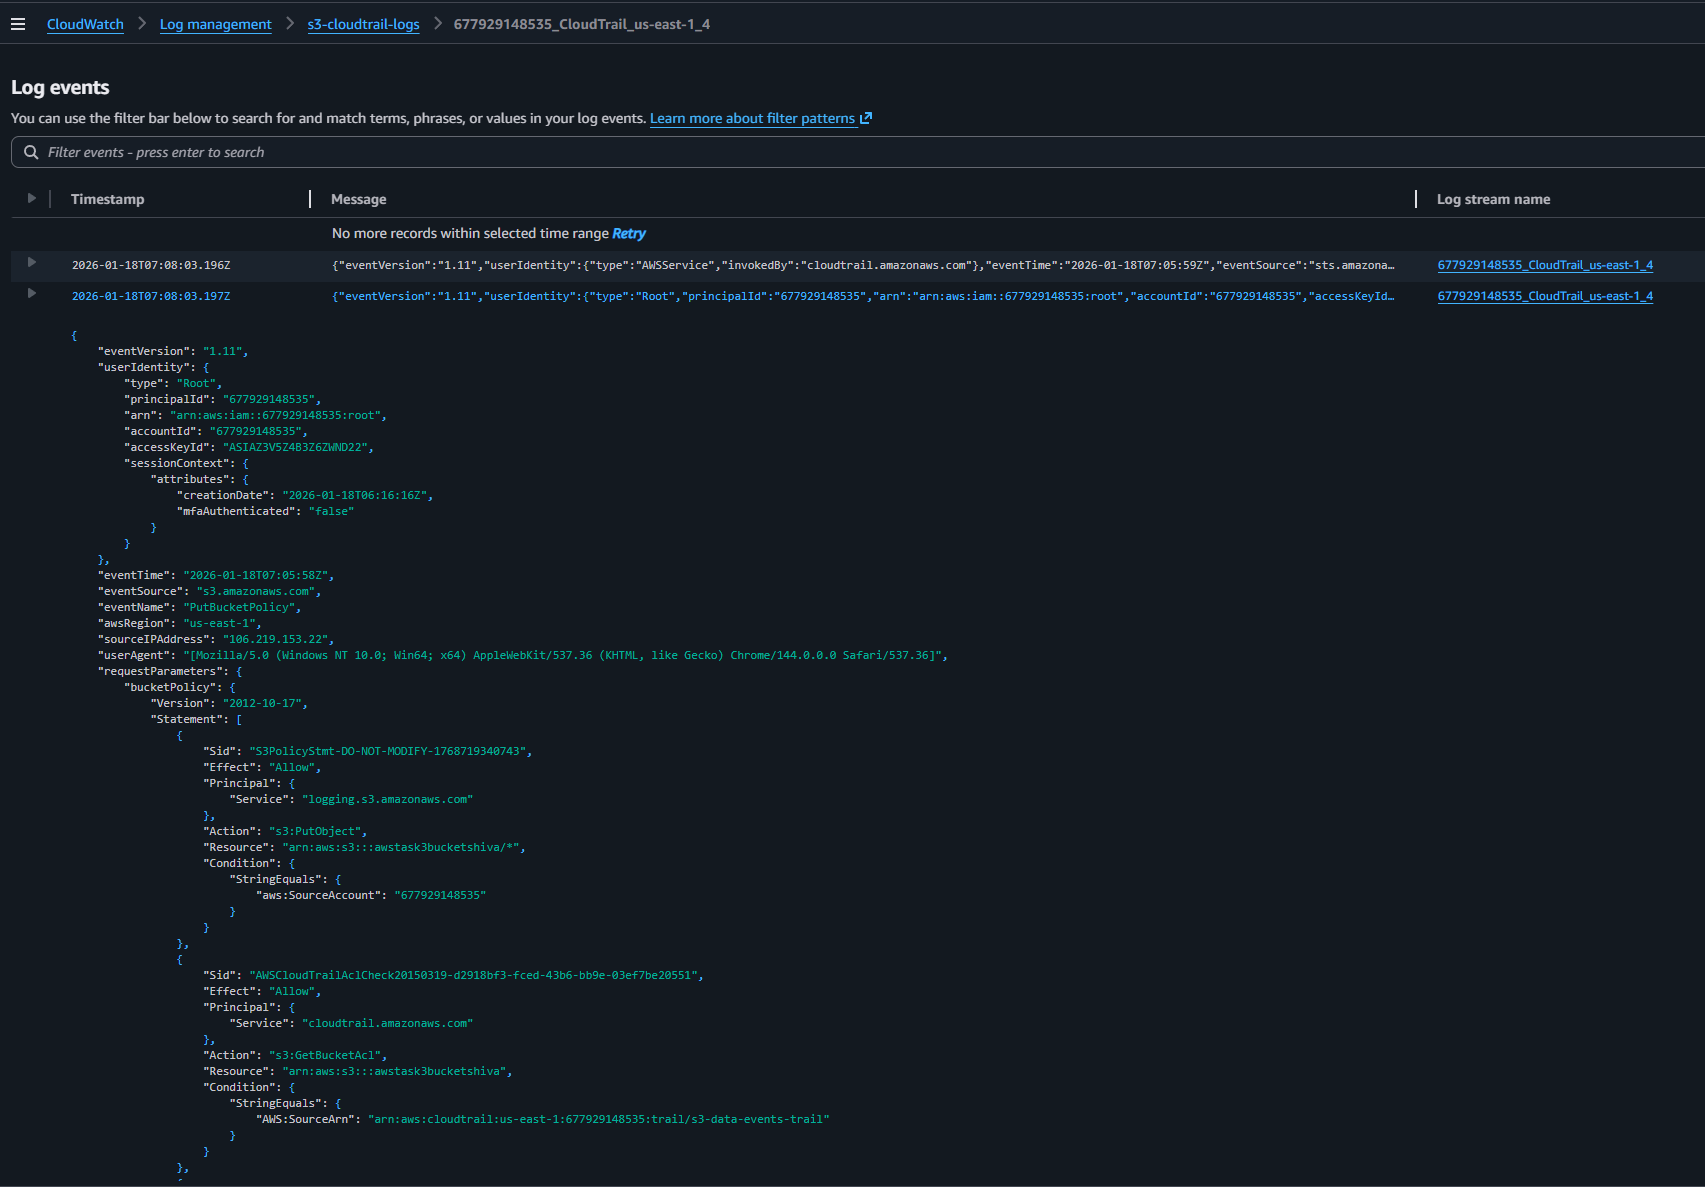 CloudWatch > Log management > s3-cloudtrail-logs > 677929148535_CloudTrail_us-east-1_4
Log events
You can use the filter bar below to search for and match terms, phrases, or values in your log events. Learn more about filter patterns
Filter events - press enter to search
Timestamp Message Log stream name
No more records within selected time range Retry
2026-01-18T07:08:03.196Z {"eventVersion":"1.11","userIdentity":{"type":"AWSService","invokedBy":"cloudtrail.amazonaws.com"},"eventTime":"2026-01-18T07:05:59Z","eventSource":"sts.amazona… 677929148535_CloudTrail_us-east-1_4
2026-01-18T07:08:03.197Z {"eventVersion":"1.11","userIdentity":{"type":"Root","principalId":"677929148535","arn":"arn:aws:iam::677929148535:root","accountId":"677929148535","accessKeyId… 677929148535_CloudTrail_us-east-1_4
{
"eventVersion": "1.11",
"userIdentity": {
"type": "Root",
"principalId": "677929148535",
"arn": "arn:aws:iam::677929148535:root",
"accountId": "677929148535",
"accessKeyId": "ASIAZ3V5Z4B3Z6ZWND22",
"sessionContext": {
"attributes": {
"creationDate": "2026-01-18T06:16:16Z",
"mfaAuthenticated": "false"
}
}
},
"eventTime": "2026-01-18T07:05:58Z",
"eventSource": "s3.amazonaws.com",
"eventName": "PutBucketPolicy",
"awsRegion": "us-east-1",
"sourceIPAddress": "106.219.153.22",
"userAgent": "[Mozilla/5.0 (Windows NT 10.0; Win64; x64) AppleWebKit/537.36 (KHTML, like Gecko) Chrome/144.0.0.0 Safari/537.36]",
"requestParameters": {
"bucketPolicy": {
"Version": "2012-10-17",
"Statement": [
{
"Sid": "S3PolicyStmt-DO-NOT-MODIFY-1768719340743",
"Effect": "Allow",
"Principal": {
"Service": "logging.s3.amazonaws.com"
},
"Action": "s3:PutObject",
"Resource": "arn:aws:s3:::awstask3bucketshiva/*",
"Condition": {
"StringEquals": {
"aws:SourceAccount": "677929148535"
}
}
},
{
"Sid": "AWSCloudTrailAclCheck20150319-d2918bf3-fced-43b6-bb9e-03ef7be20551",
"Effect": "Allow",
"Principal": {
"Service": "cloudtrail.amazonaws.com"
},
"Action": "s3:GetBucketAcl",
"Resource": "arn:aws:s3:::awstask3bucketshiva",
"Condition": {
"StringEquals": {
"AWS:SourceArn": "arn:aws:cloudtrail:us-east-1:677929148535:trail/s3-data-events-trail"
}
}
},